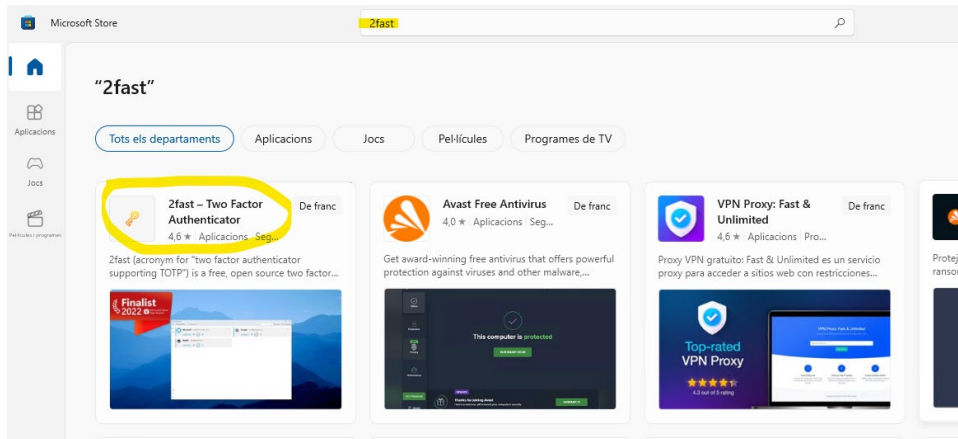 Microsoft Store
2fast
Aplicacions
Jocs
Pel·lícules i programes
"2fast"
Tots els departaments
Aplicacions
Jocs
Pel·lícules
Programes de TV
2fast – Two Factor
Authenticator
De franc
4,6 ★ Aplicacions Seg...
2fast (acronym for "two factor authenticator
supporting TOTP") is a free, open source two factor...
Finalist
2022
Avast Free Antivirus
De franc
4,0 ★ Aplicacions Seg...
Get award-winning free antivirus that offers powerful
protection against viruses and other malware,...
This computer is protected
VPN Proxy: Fast &
Unlimited
De franc
4,6 ★ Aplicacions Pro...
Proxy VPN gratuito: Fast & Unlimited es un servicio
proxy para acceder a sitios web con restricciones...
Top-rated
VPN Proxy
4.3 out of 5 rating
Protej
ranso